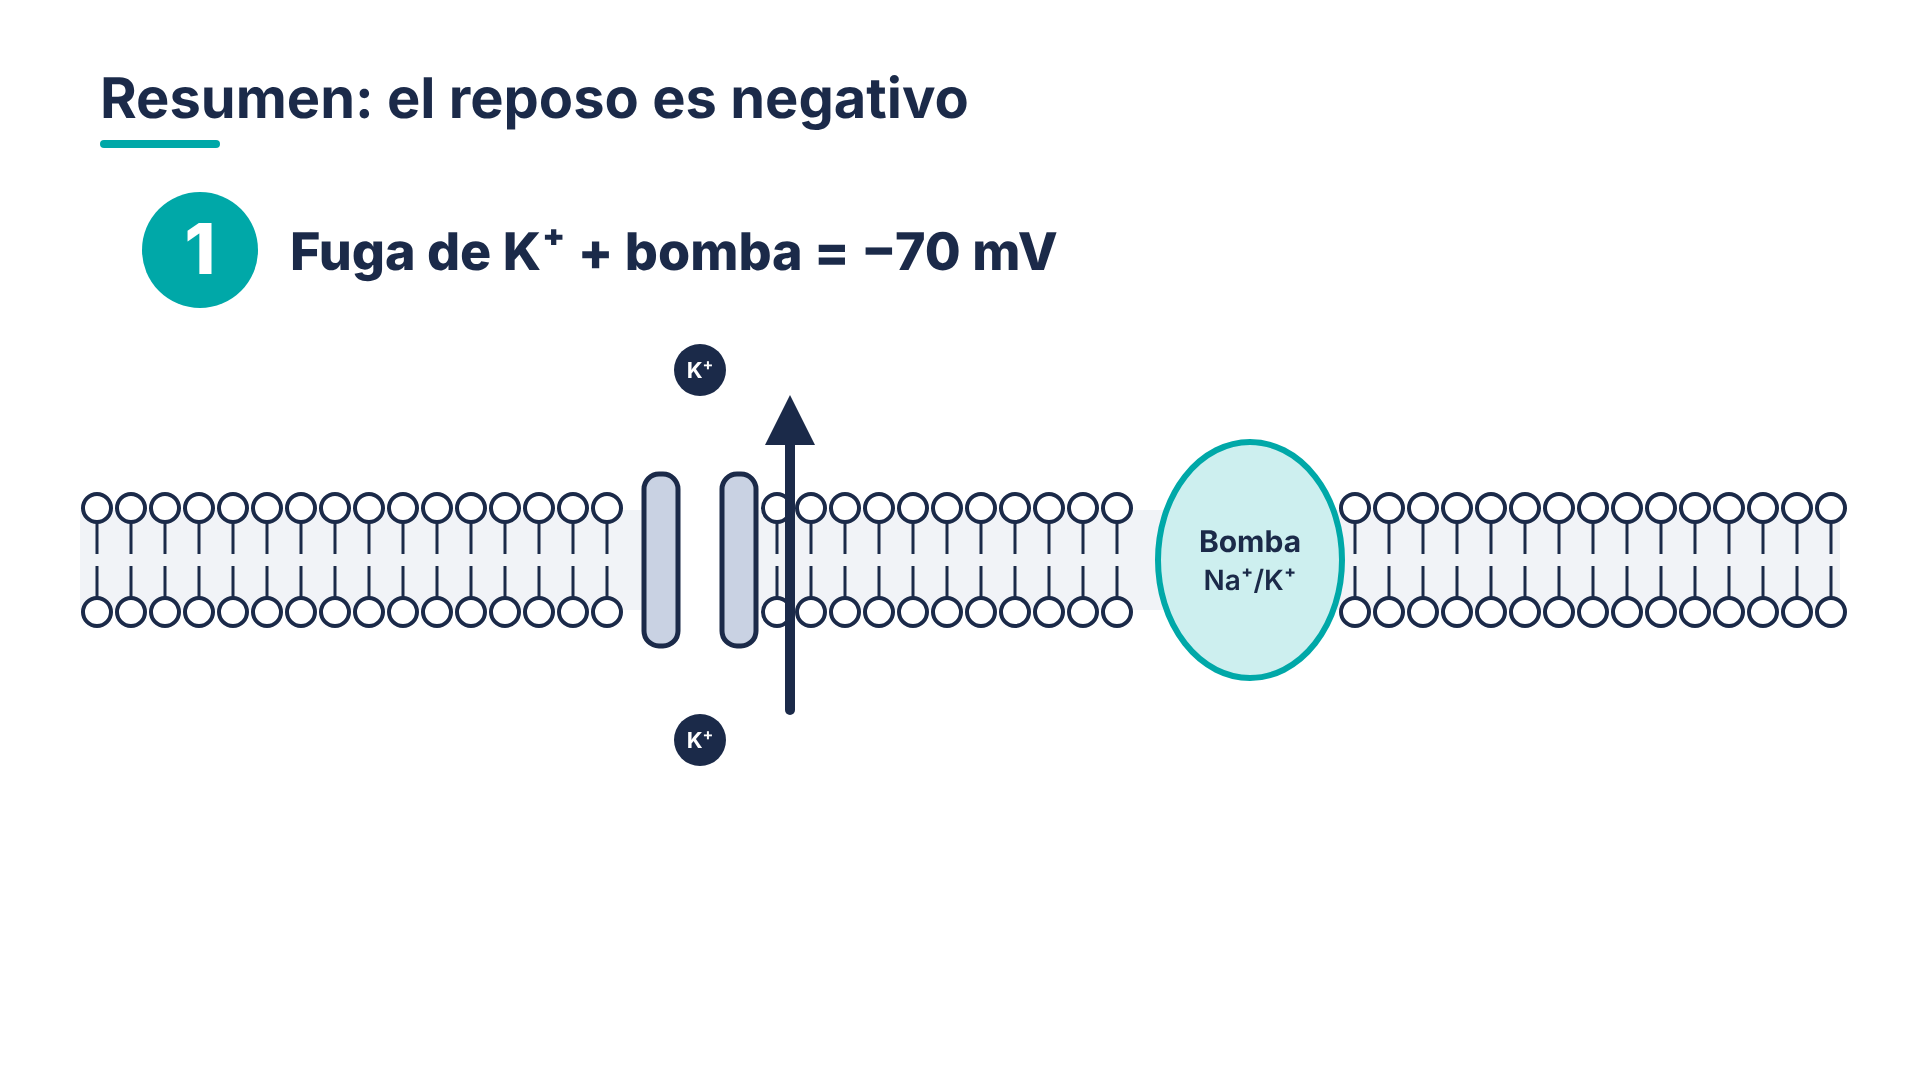 Resumen: el reposo es negativo
1
Fuga de K⁺ + bomba = −70 mV
K⁺
Bomba
Na⁺/K⁺
K⁺